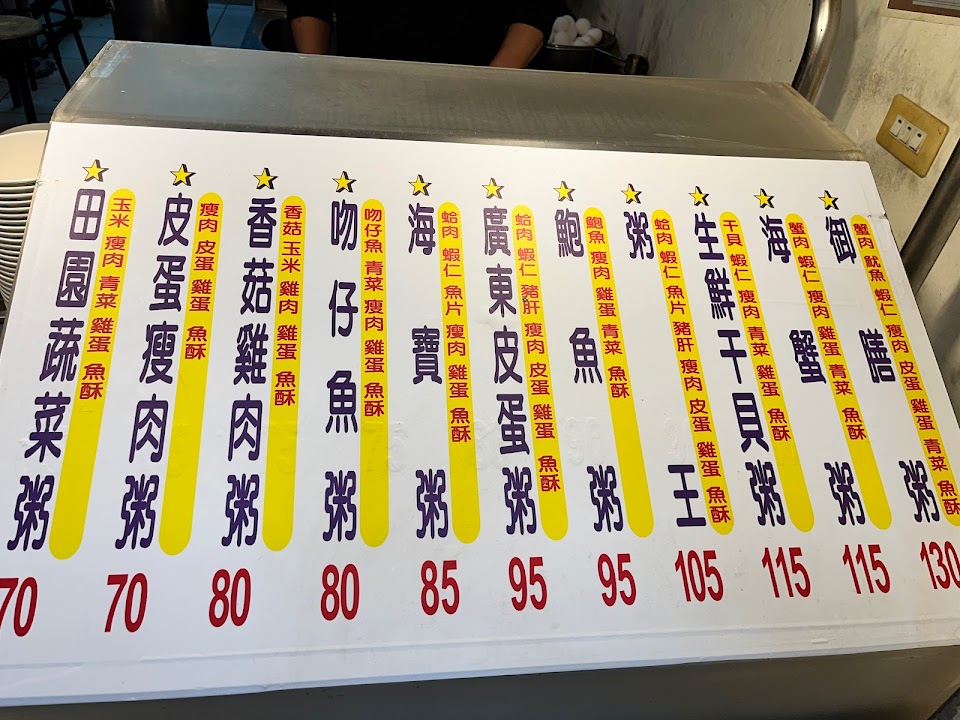 田園蔬菜粥
玉米 瘦肉 青菜 雞蛋 魚酥
70
皮蛋瘦肉粥
瘦肉 皮蛋 雞蛋 魚酥
70
香菇雞肉粥
香菇 玉米 雞肉 雞蛋 魚酥
80
吻仔魚粥
吻仔魚 青菜 瘦肉 雞蛋 魚酥
80
海寶粥
蛤肉 蝦仁 魚片 瘦肉 雞蛋 魚酥
85
廣東皮蛋粥
蛤肉 蝦仁 豬肝 瘦肉 皮蛋 雞蛋 魚酥
95
鮑魚粥
鮑魚 瘦肉 雞蛋 青菜 魚酥
95
粥王
蛤肉 蝦仁 魚片 豬肝 瘦肉 皮蛋 雞蛋 魚酥
105
生鮮干貝粥
干貝 蝦仁 瘦肉 青菜 雞蛋 魚酥
115
海蟹粥
蟹肉 蝦仁 瘦肉 雞蛋 青菜 魚酥
115
御膳粥
蟹肉 魷魚 蝦仁 瘦肉 皮蛋 雞蛋 青菜 魚酥
130